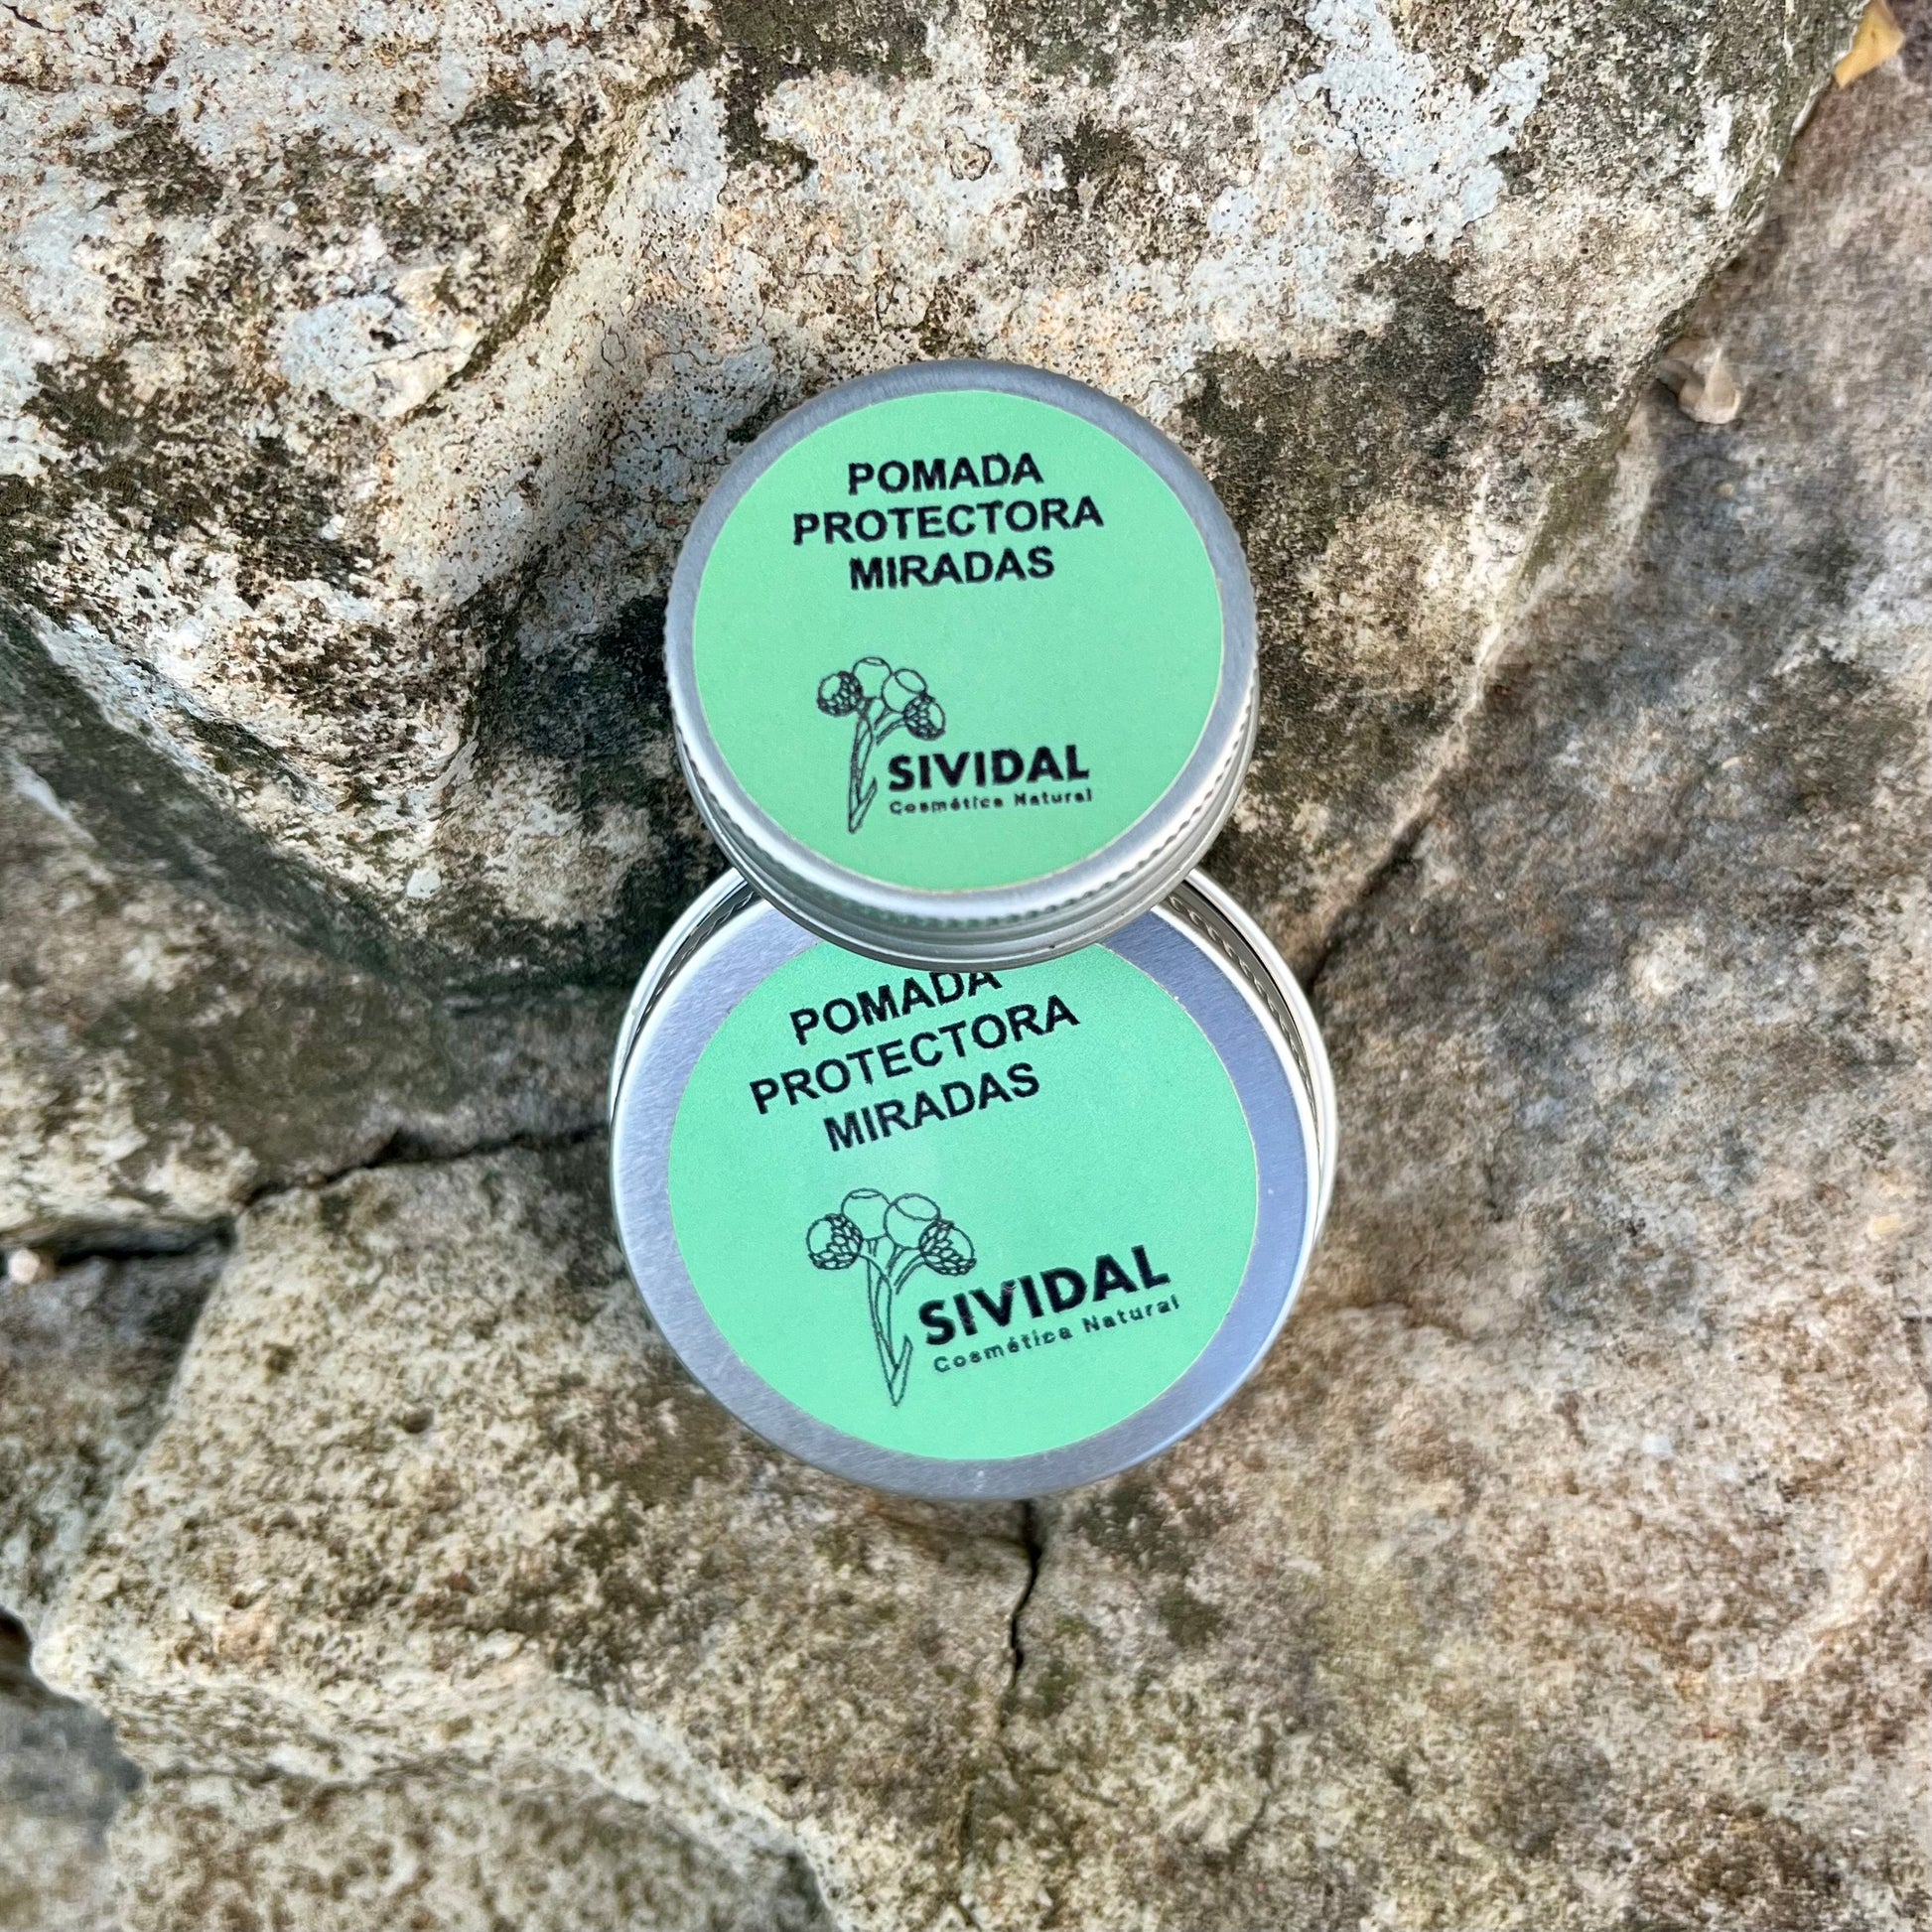 POMADA
PROTECTORA
MIRADAS
SIVIDAL
Cosmética Natural
POMADA
PROTECTORA
MIRADAS
SIVIDAL
Cosmética Natural